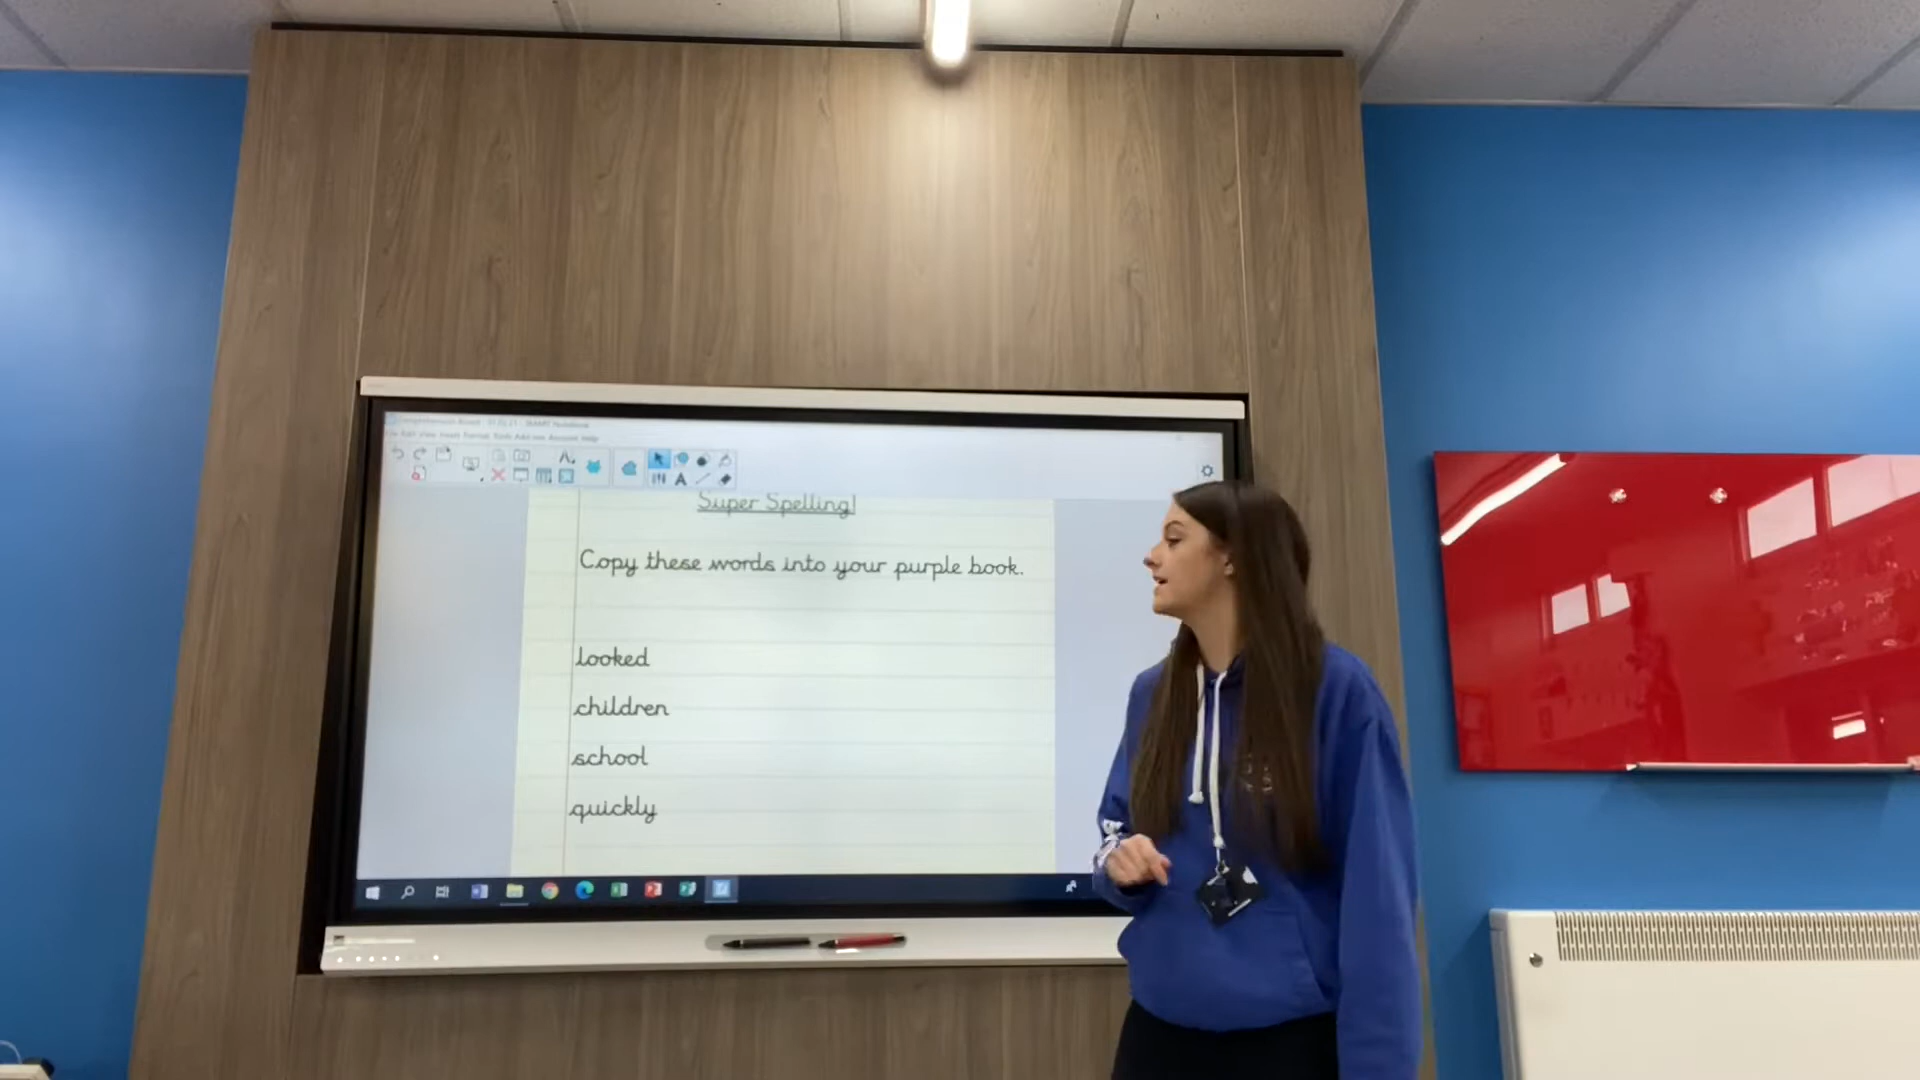 Super Spelling!
Copy these words into your purple book.
looked
children
school
quickly